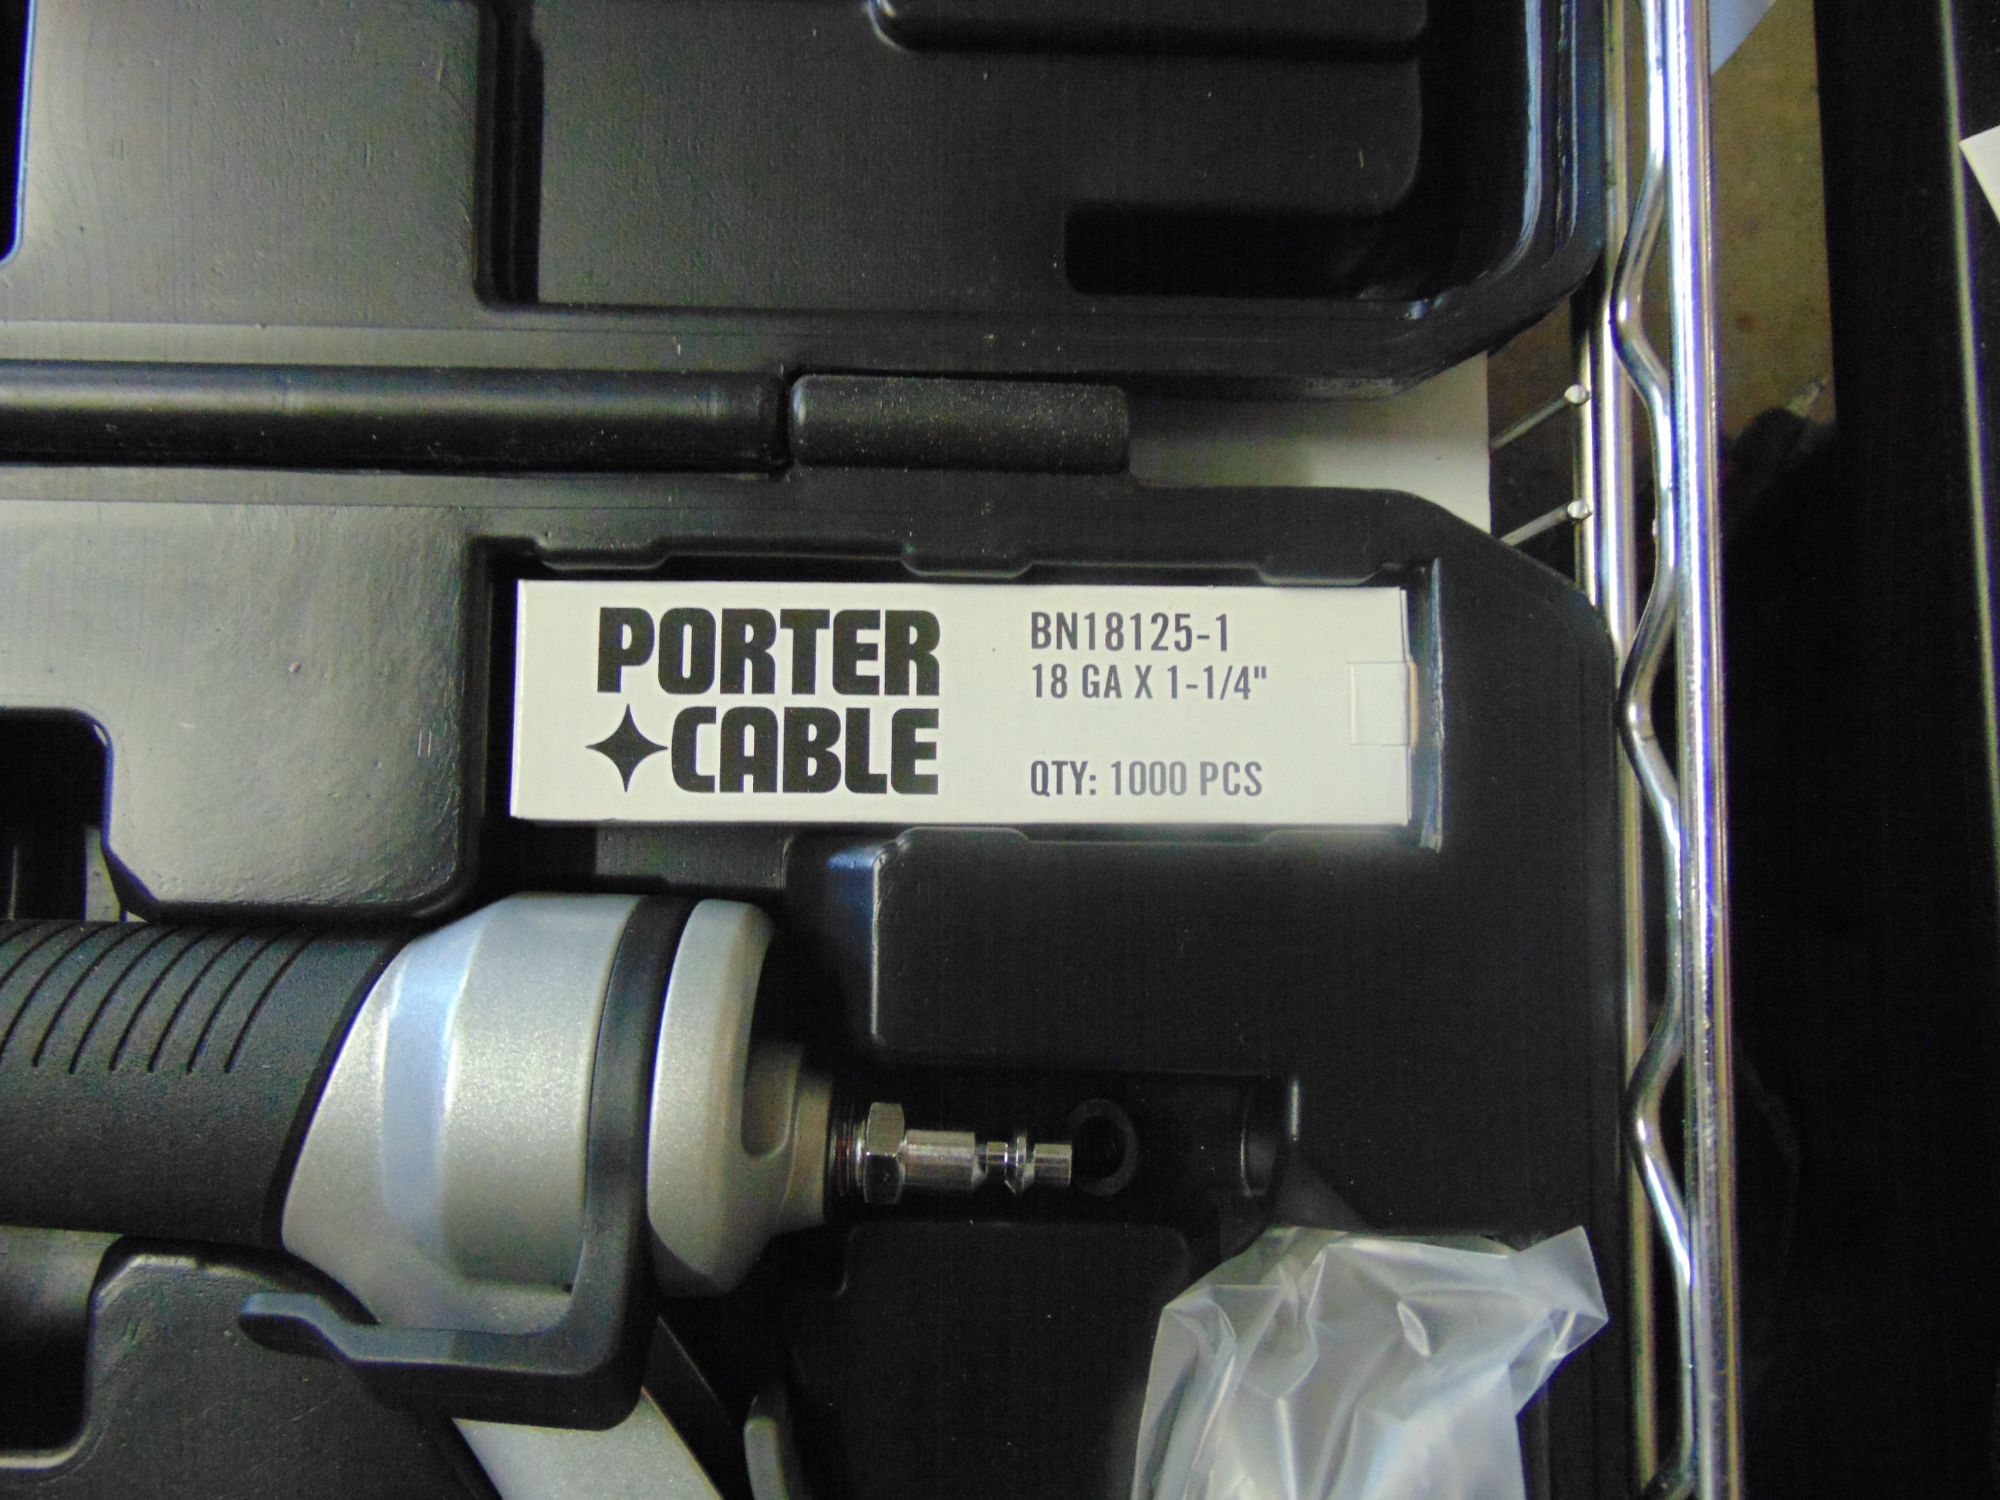 PORTER
CABLE
BN18125-1
18 GA X 1-1/4"
QTY: 1000 PCS